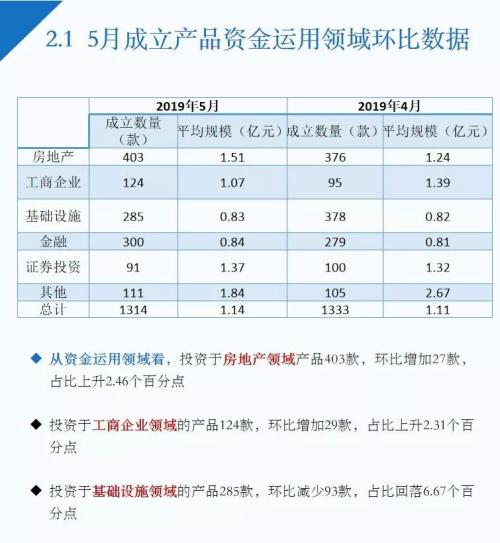 2.1 5月成立产品资金运用领域环比数据
2019年5月 2019年4月
成立数量（款） 平均规模（亿元） 成立数量（款） 平均规模（亿元）
房地产 403 1.51 376 1.24
工商企业 124 1.07 95 1.39
基础设施 285 0.83 378 0.82
金融 300 0.84 279 0.81
证券投资 91 1.37 100 1.32
其他 111 1.84 105 2.67
总计 1314 1.14 1333 1.11
◆ 从资金运用领域看，投资于房地产领域产品403款，环比增加27款，
占比上升2.46个百分点
◆ 投资于工商企业领域的产品124款，环比增加29款，占比上升2.31个百
分点
◆ 投资于基础设施领域的产品285款，环比减少93款，占比回落6.67个百
分点